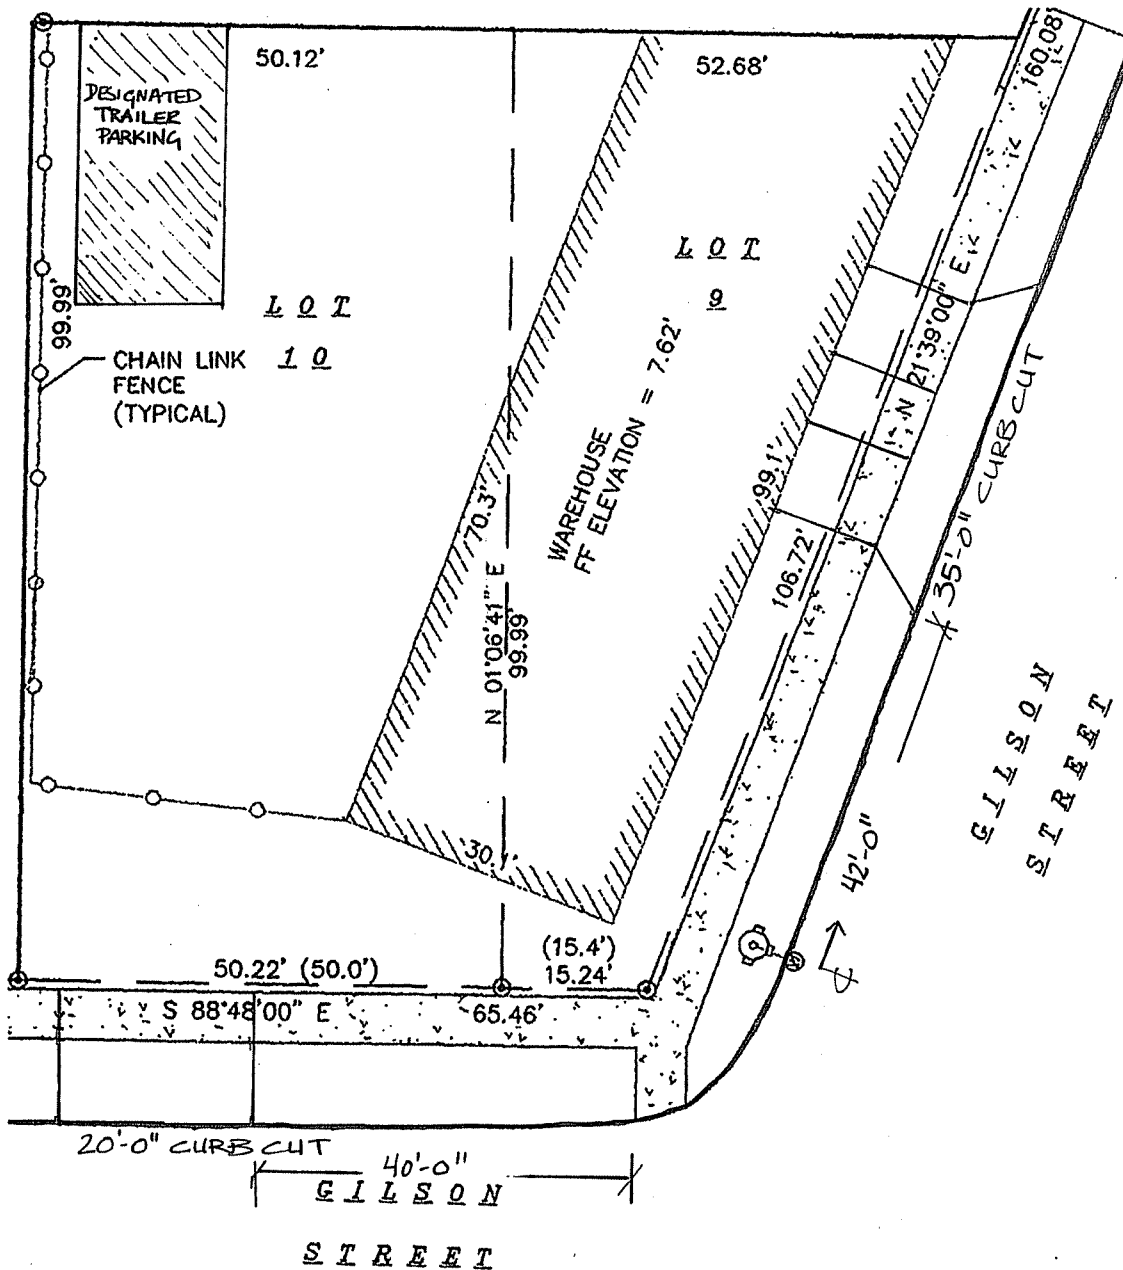 50.12'
52.68'
160.08'
DESIGNATED
TRAILER
PARKING
99.99'
LOT
10
LOT
9
CHAIN LINK
FENCE
(TYPICAL)
WAREHOUSE
FF ELEVATION = 7.62'
70.3'
99.1'
N 21°39'00" E
106.72'
35'-0" CURB CUT
N 01°06'41" E
99.99'
GILSON
STREET
42'-0"
30.1'
(15.4')
15.24'
50.22' (50.0')
S 88°48'00" E
65.46'
20'-0" CURB CUT
40'-0"
GILSON
STREET